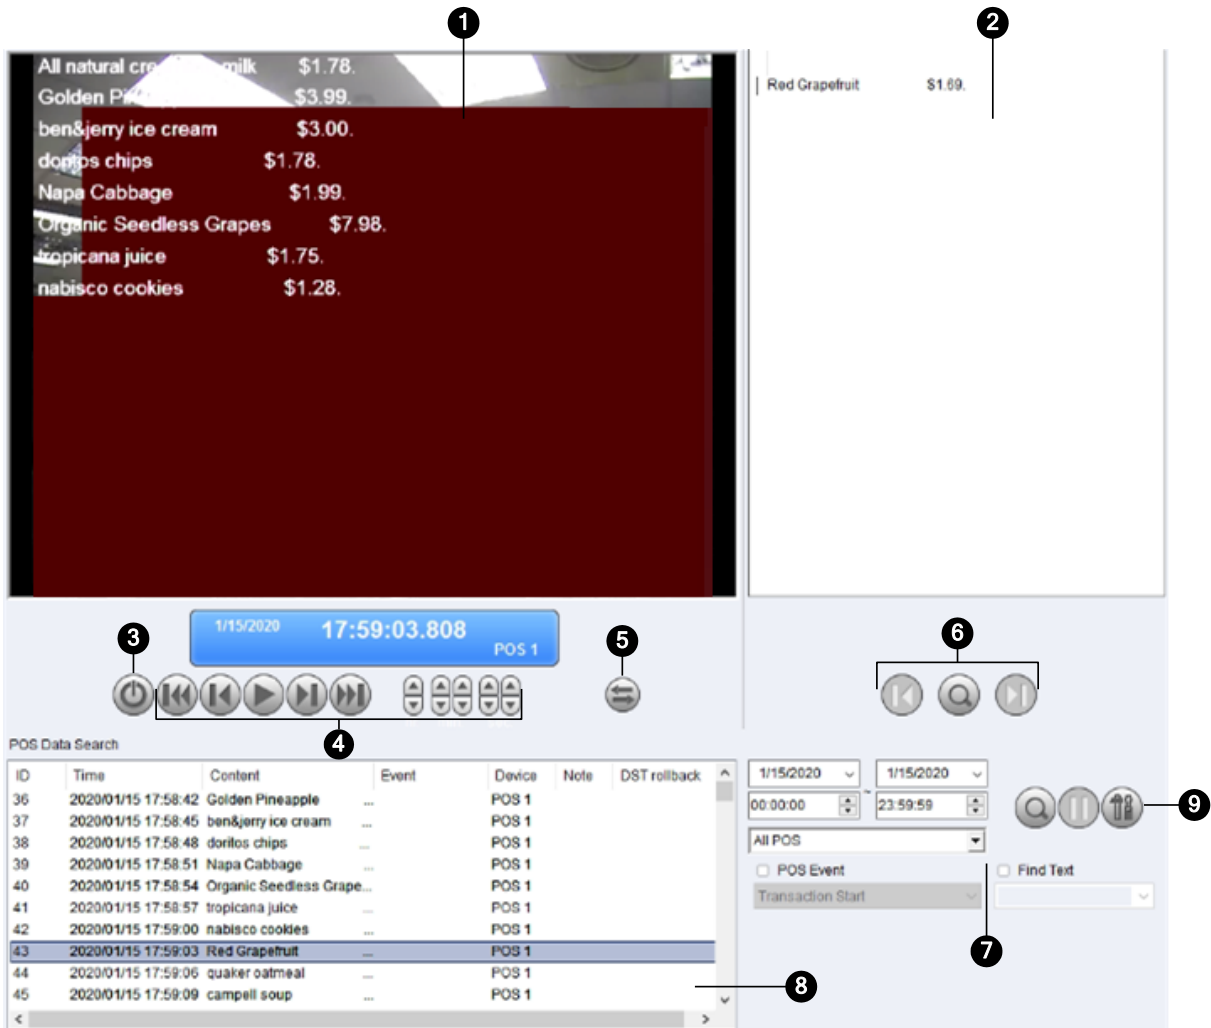 1
2
All natural cre milk $1.78.
Golden Pi $3.99.
ben&jerry ice cream $3.00.
doritos chips $1.78.
Napa Cabbage $1.99.
Organic Seedless Grapes $7.98.
tropicana juice $1.75.
nabisco cookies $1.28.
Red Grapefruit $1.69.
3
1/15/2020 17:59:03.808
POS 1
5
6
4
POS Data Search
ID Time Content Event Device Note DST rollback
36 2020/01/15 17:58:42 Golden Pineapple ... POS 1
37 2020/01/15 17:58:45 ben&jerry ice cream ... POS 1
38 2020/01/15 17:58:48 doritos chips ... POS 1
39 2020/01/15 17:58:51 Napa Cabbage ... POS 1
40 2020/01/15 17:58:54 Organic Seedless Grape... POS 1
41 2020/01/15 17:58:57 tropicana juice ... POS 1
42 2020/01/15 17:59:00 nabisco cookies ... POS 1
43 2020/01/15 17:59:03 Red Grapefruit ... POS 1
44 2020/01/15 17:59:06 quaker oatmeal ... POS 1
45 2020/01/15 17:59:09 campell soup ... POS 1
1/15/2020 ~ 1/15/2020
00:00:00 23:59:59
9
All POS
POS Event Find Text
Transaction Start
7
8